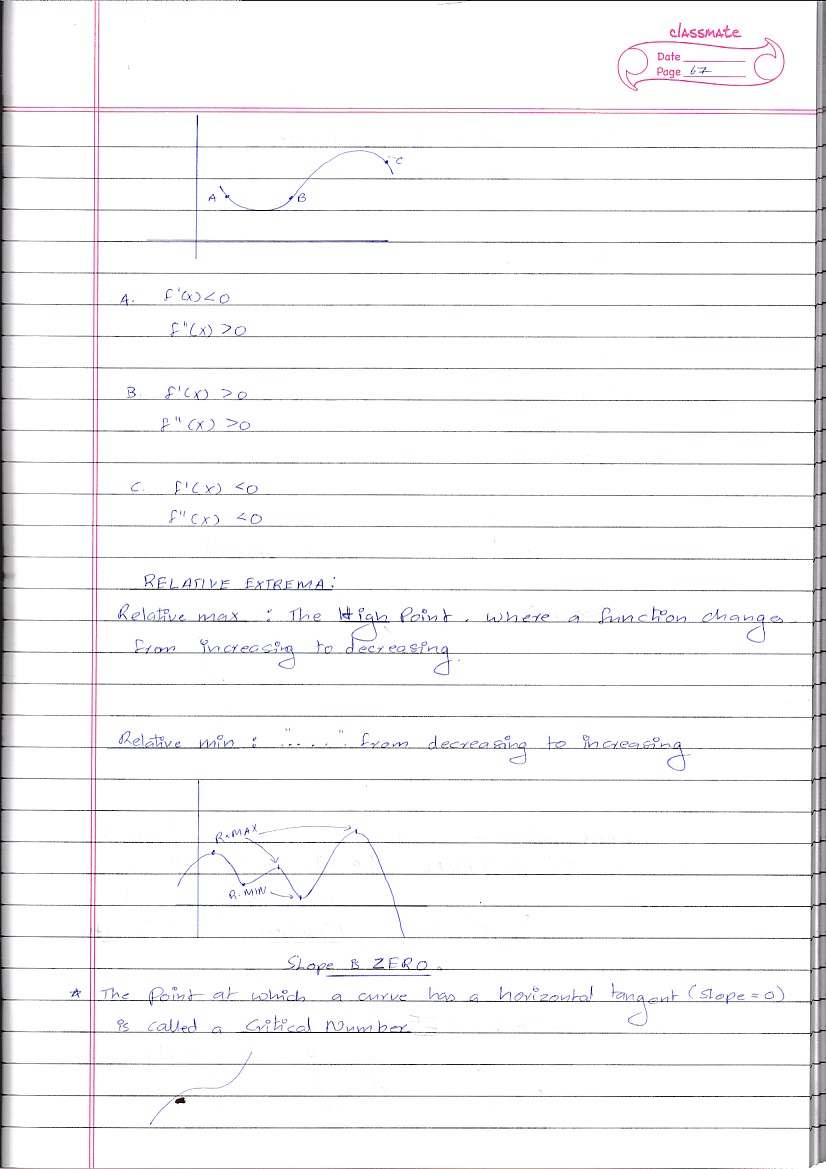 classmate
Date
Page 67
A
B
C
A. f'(x)<0
f"(x) >0
B. f'(x) >0
f"(x) >0
C. f'(x) <0
f"(x) <0
RELATIVE EXTREMA:
Relative max : The High Point. where a function changes
from increasing to decreasing.
Relative min : "....." from decreasing to increasing
R.MAX
R.MIN
Slope is ZERO.
* The point at which a curve has a horizontal tangent (slope=0)
is called a Critical Number